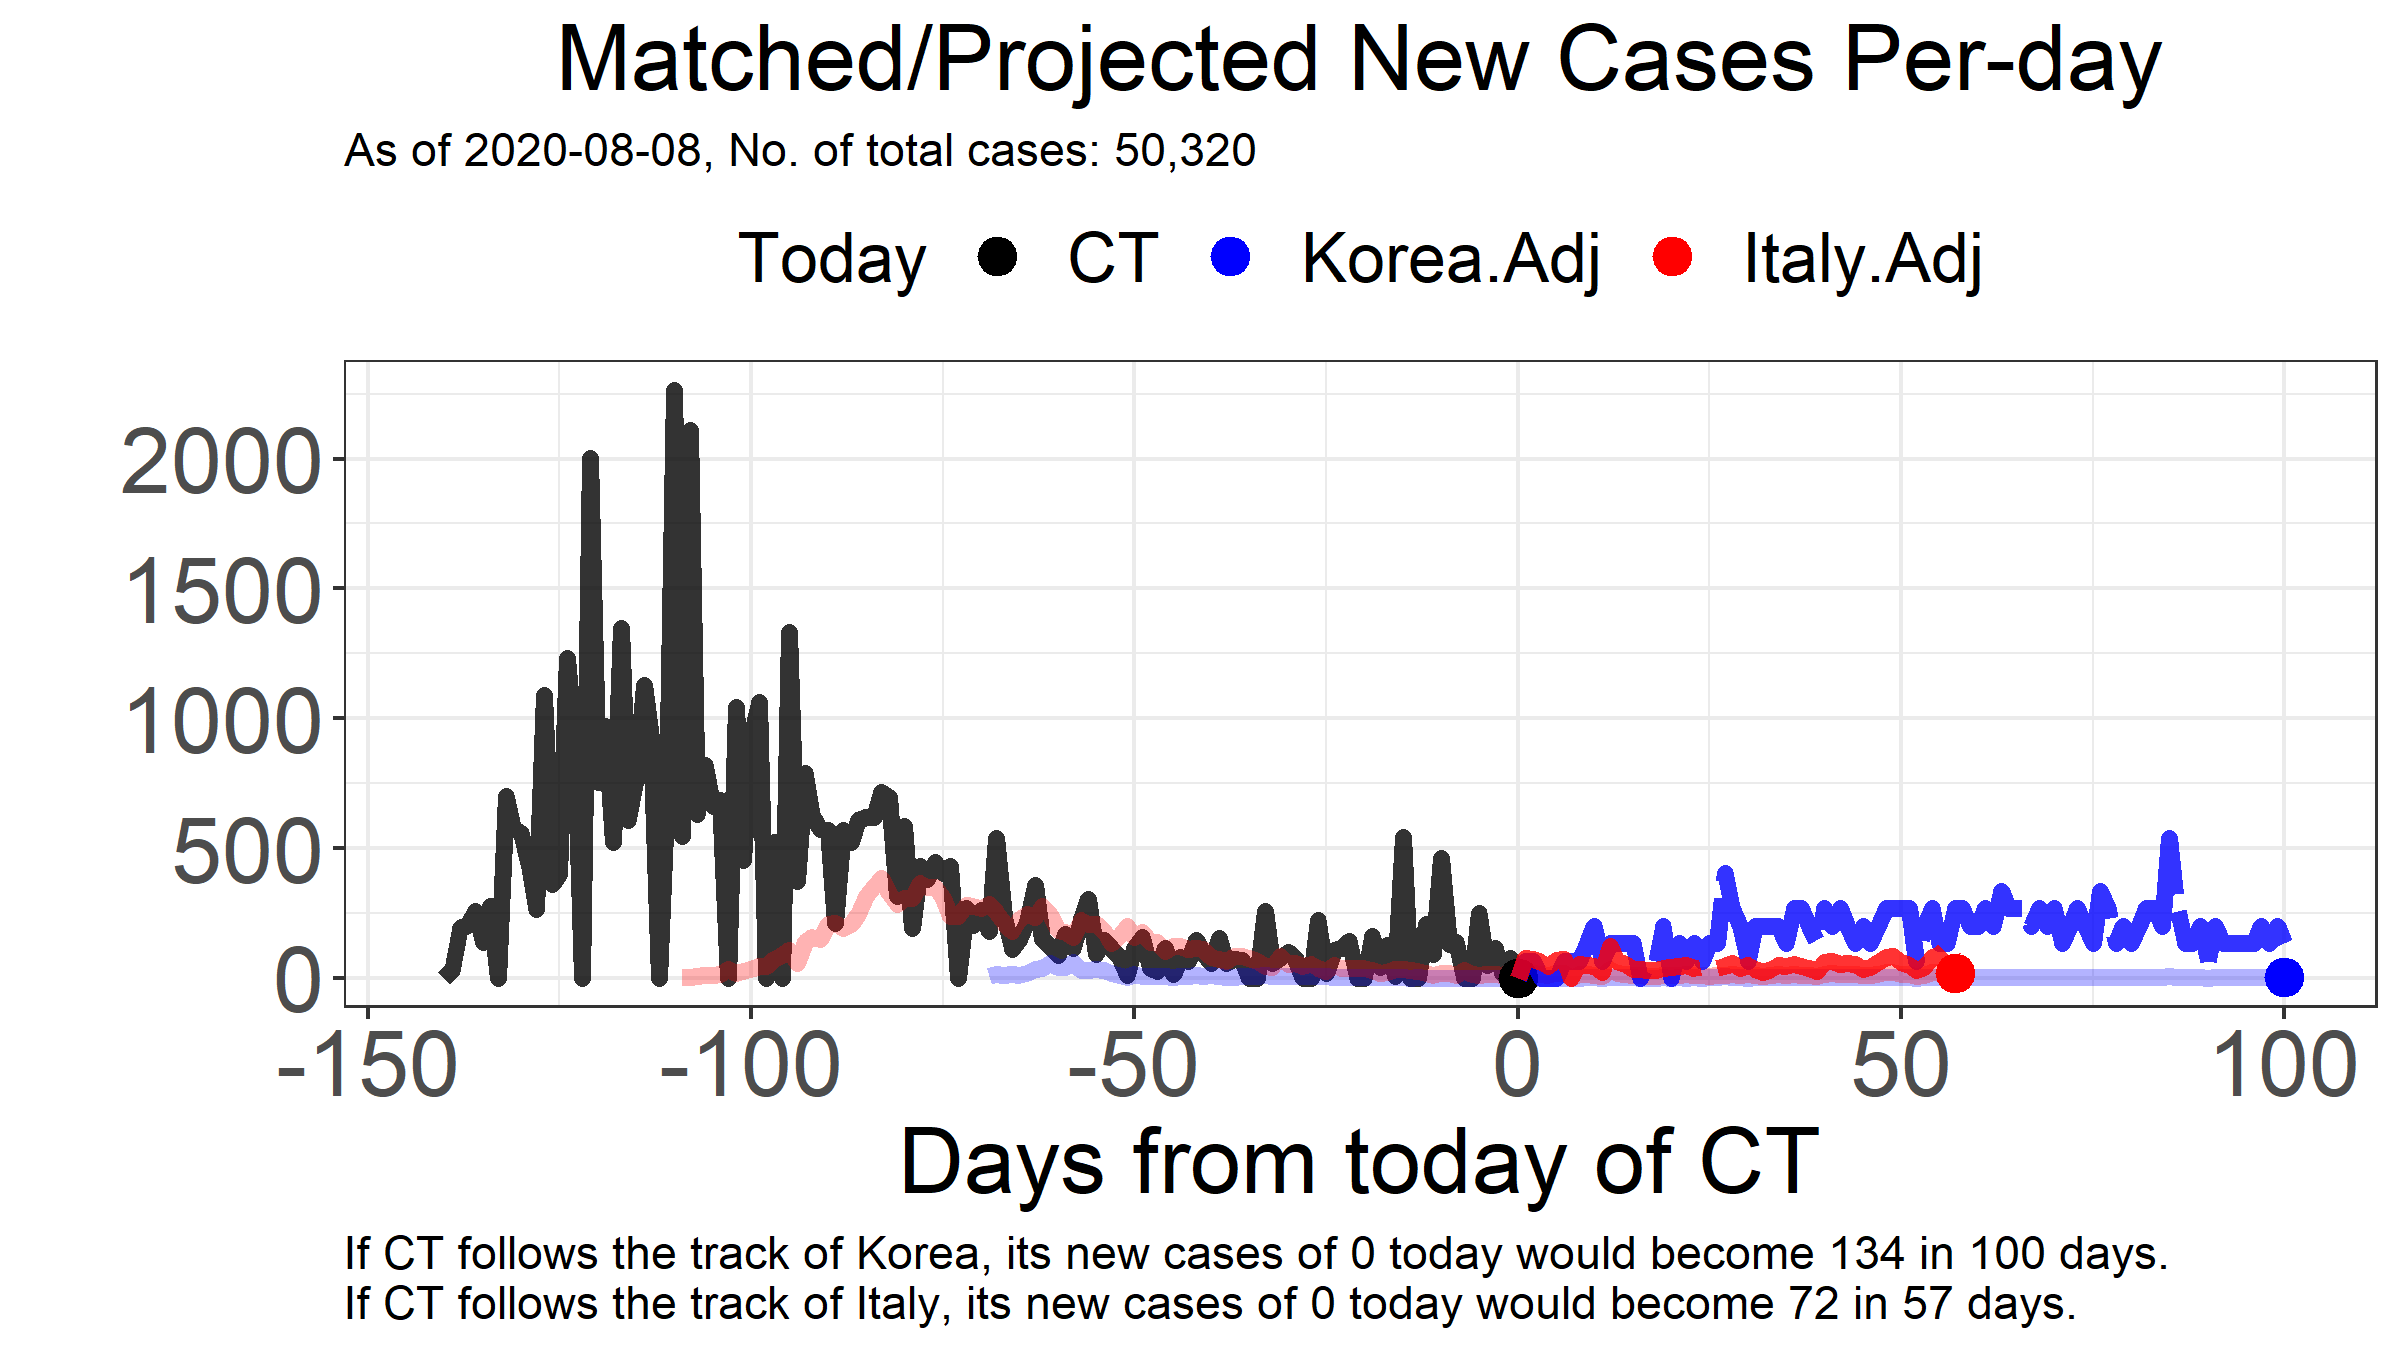 Matched/Projected New Cases Per-day
As of 2020-08-08, No. of total cases: 50,320
Today CT Korea.Adj Italy.Adj
2000
1500
1000
500
0
-150 -100 -50 0 50 100
Days from today of CT
If CT follows the track of Korea, its new cases of 0 today would become 134 in 100 days.
If CT follows the track of Italy, its new cases of 0 today would become 72 in 57 days.